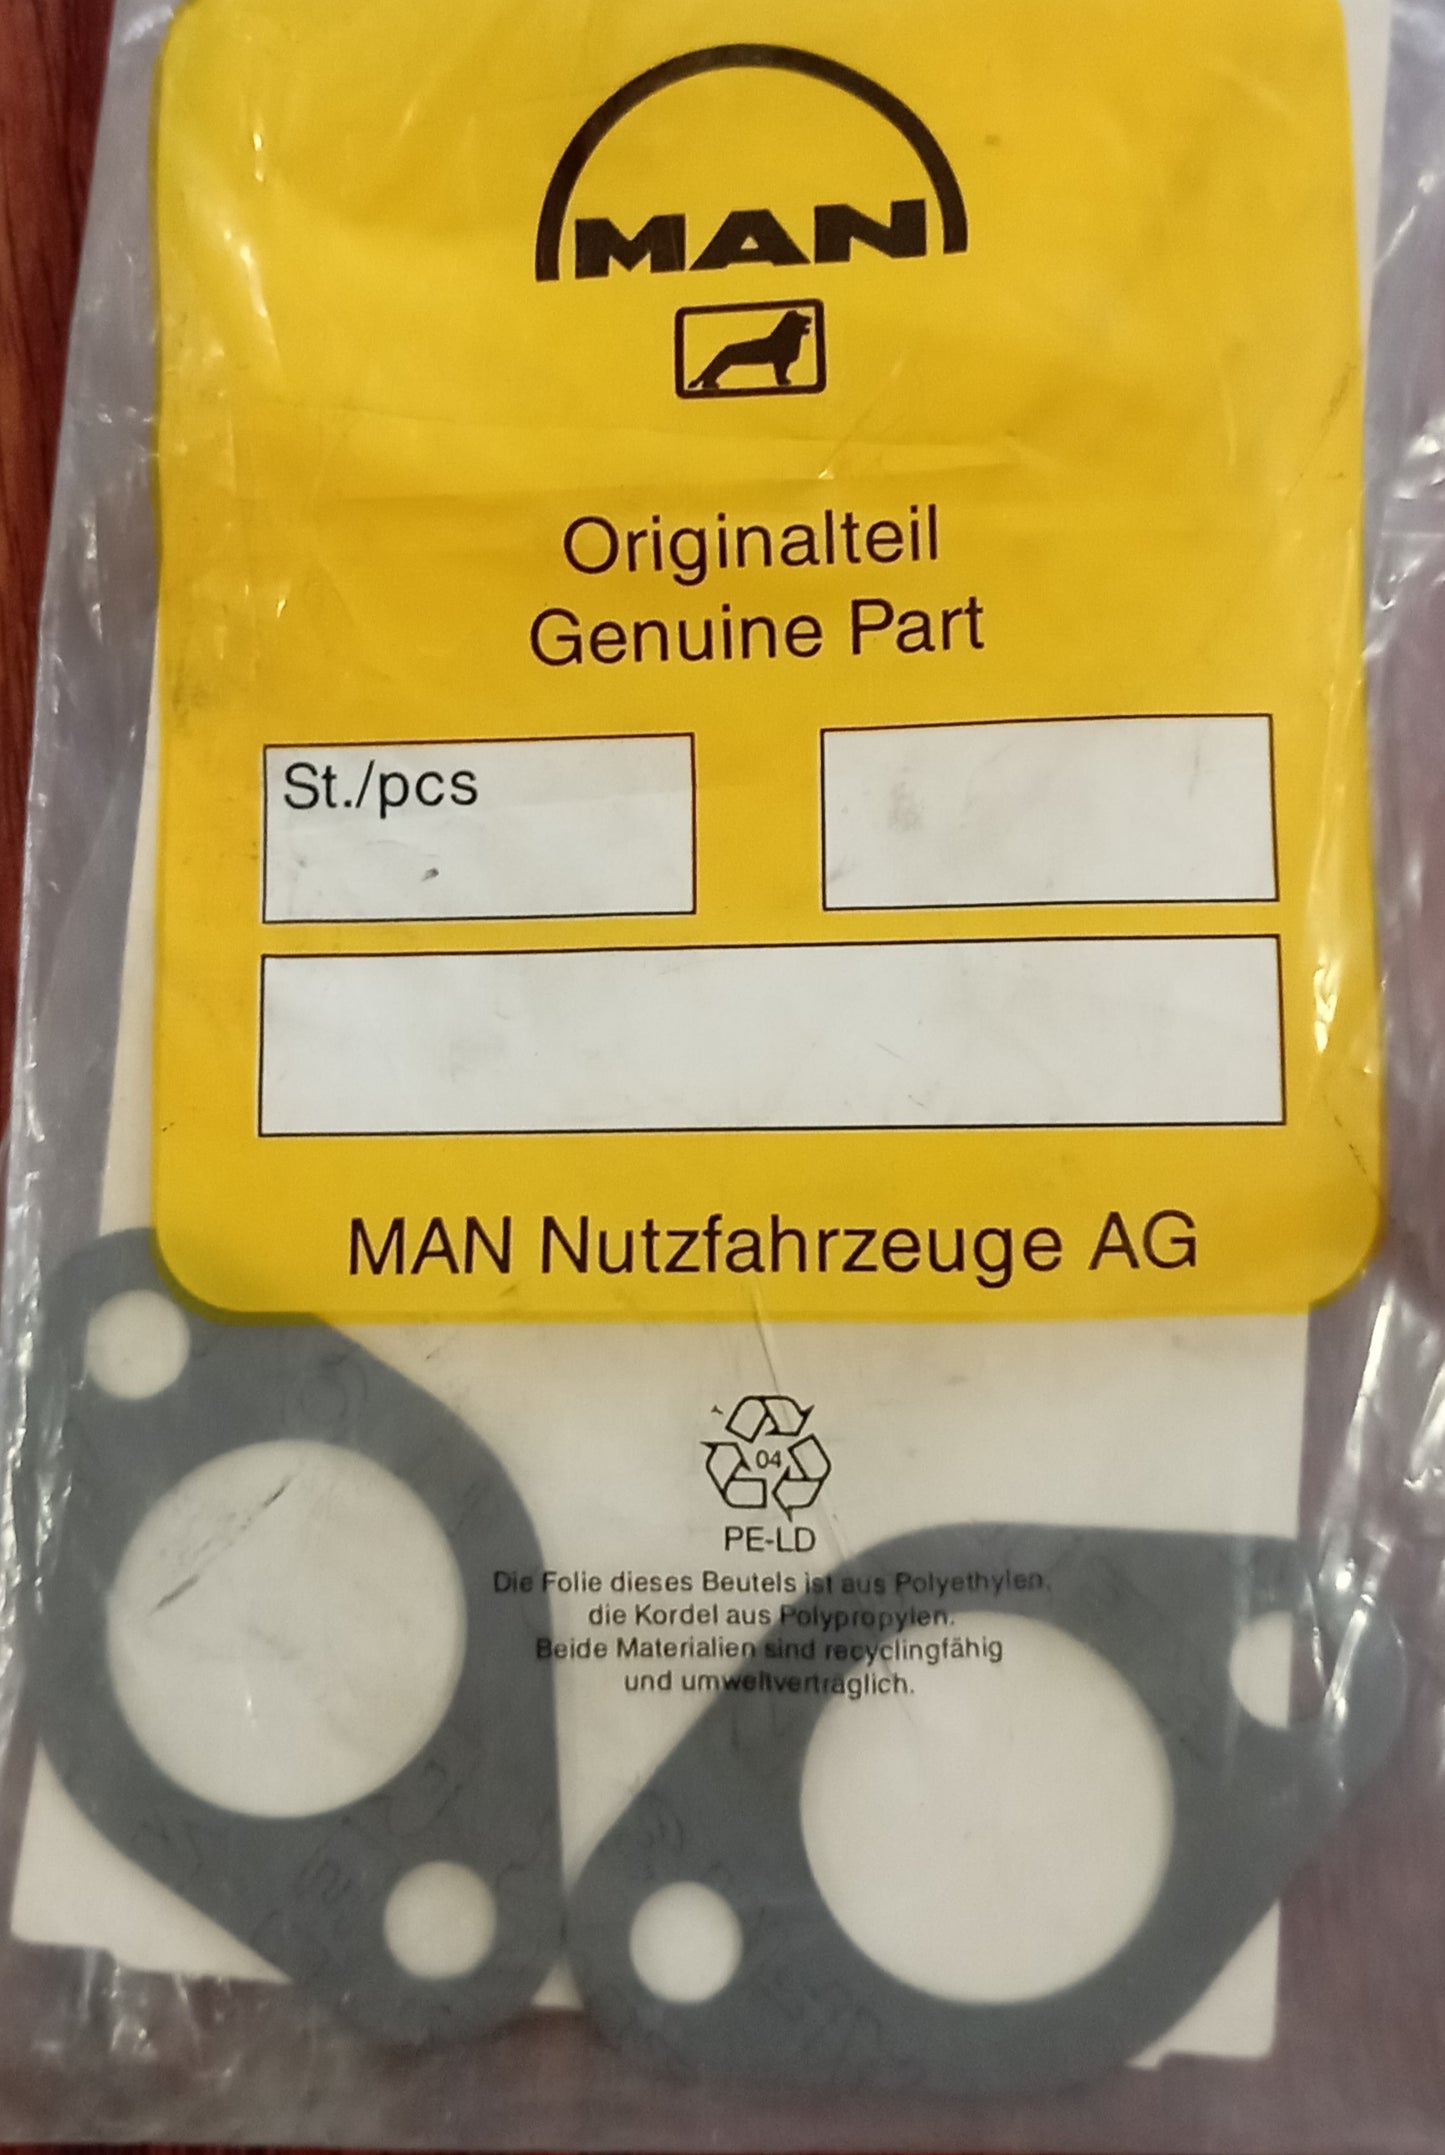 MAN
Originalteil
Genuine Part
St./pcs
MAN Nutzfahrzeuge AG
04
PE-LD
Die Folie dieses Beutels ist aus Polyethylen,
die Kordel aus Polypropylen.
Beide Materialien sind recyclingfähig
und umweltverträglich.